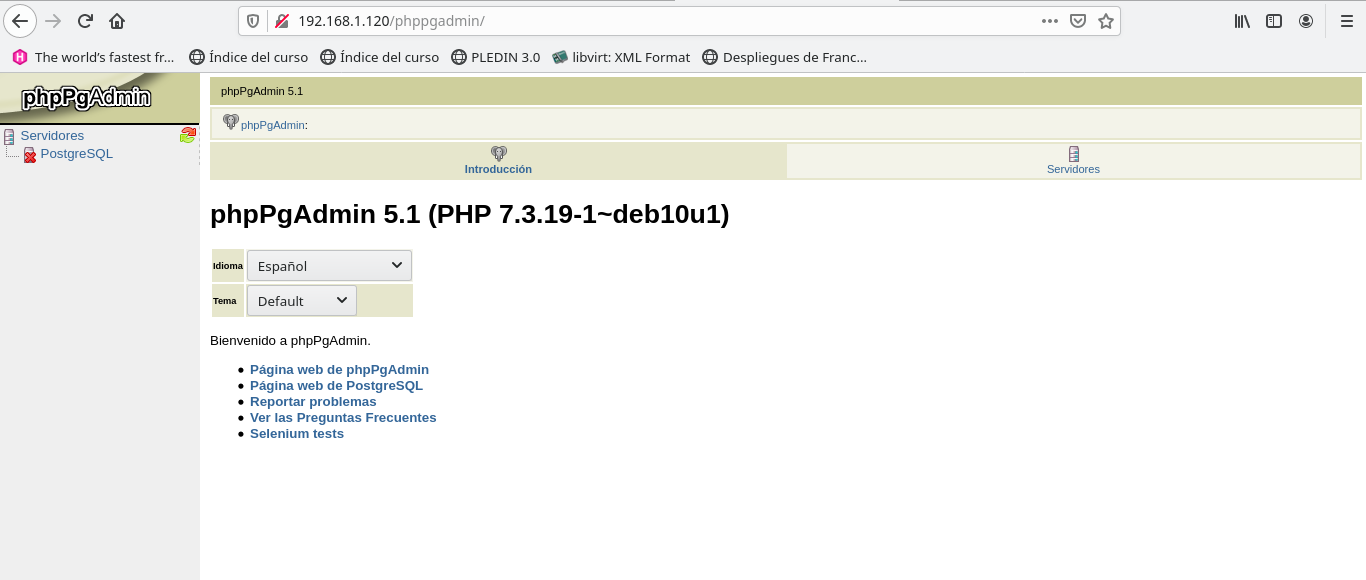 192.168.1.120/phppgadmin/
The world's fastest fr... Índice del curso Índice del curso PLEDIN 3.0 libvirt: XML Format Despliegues de Franc...
phpPgAdmin
phpPgAdmin 5.1
phpPgAdmin:
Servidores
PostgreSQL
Introducción
Servidores
phpPgAdmin 5.1 (PHP 7.3.19-1~deb10u1)
Idioma Español
Tema Default
Bienvenido a phpPgAdmin.
Página web de phpPgAdmin
Página web de PostgreSQL
Reportar problemas
Ver las Preguntas Frecuentes
Selenium tests